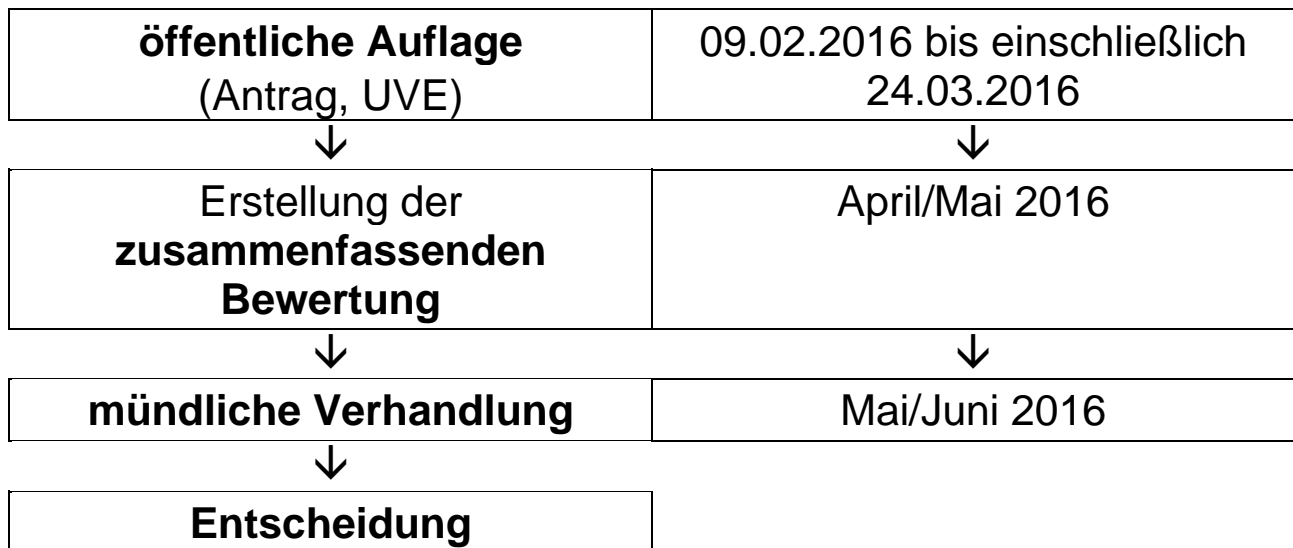 öffentliche Auflage
(Antrag, UVE)
09.02.2016 bis einschließlich
24.03.2016
Erstellung der
zusammenfassenden
Bewertung
April/Mai 2016
mündliche Verhandlung
Mai/Juni 2016
Entscheidung